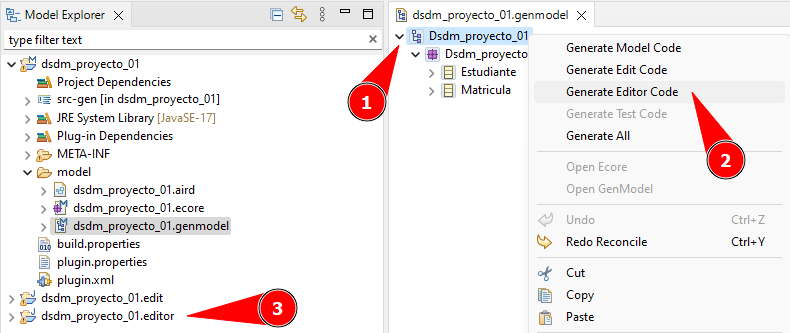 Model Explorer
type filter text
dsdm_proyecto_01
Project Dependencies
src-gen [in dsdm_proyecto_01]
JRE System Library [JavaSE-17]
Plug-in Dependencies
META-INF
model
dsdm_proyecto_01.aird
dsdm_proyecto_01.ecore
dsdm_proyecto_01.genmodel
build.properties
plugin.properties
plugin.xml
dsdm_proyecto_01.edit
dsdm_proyecto_01.editor
3
dsdm_proyecto_01.genmodel
Dsdm_proyecto_01
Dsdm_proyecto
Estudiante
Matricula
1
Generate Model Code
Generate Edit Code
Generate Editor Code
Generate Test Code
Generate All
2
Open Ecore
Open GenModel
Undo Ctrl+Z
Redo Reconcile Ctrl+Y
Cut
Copy
Paste